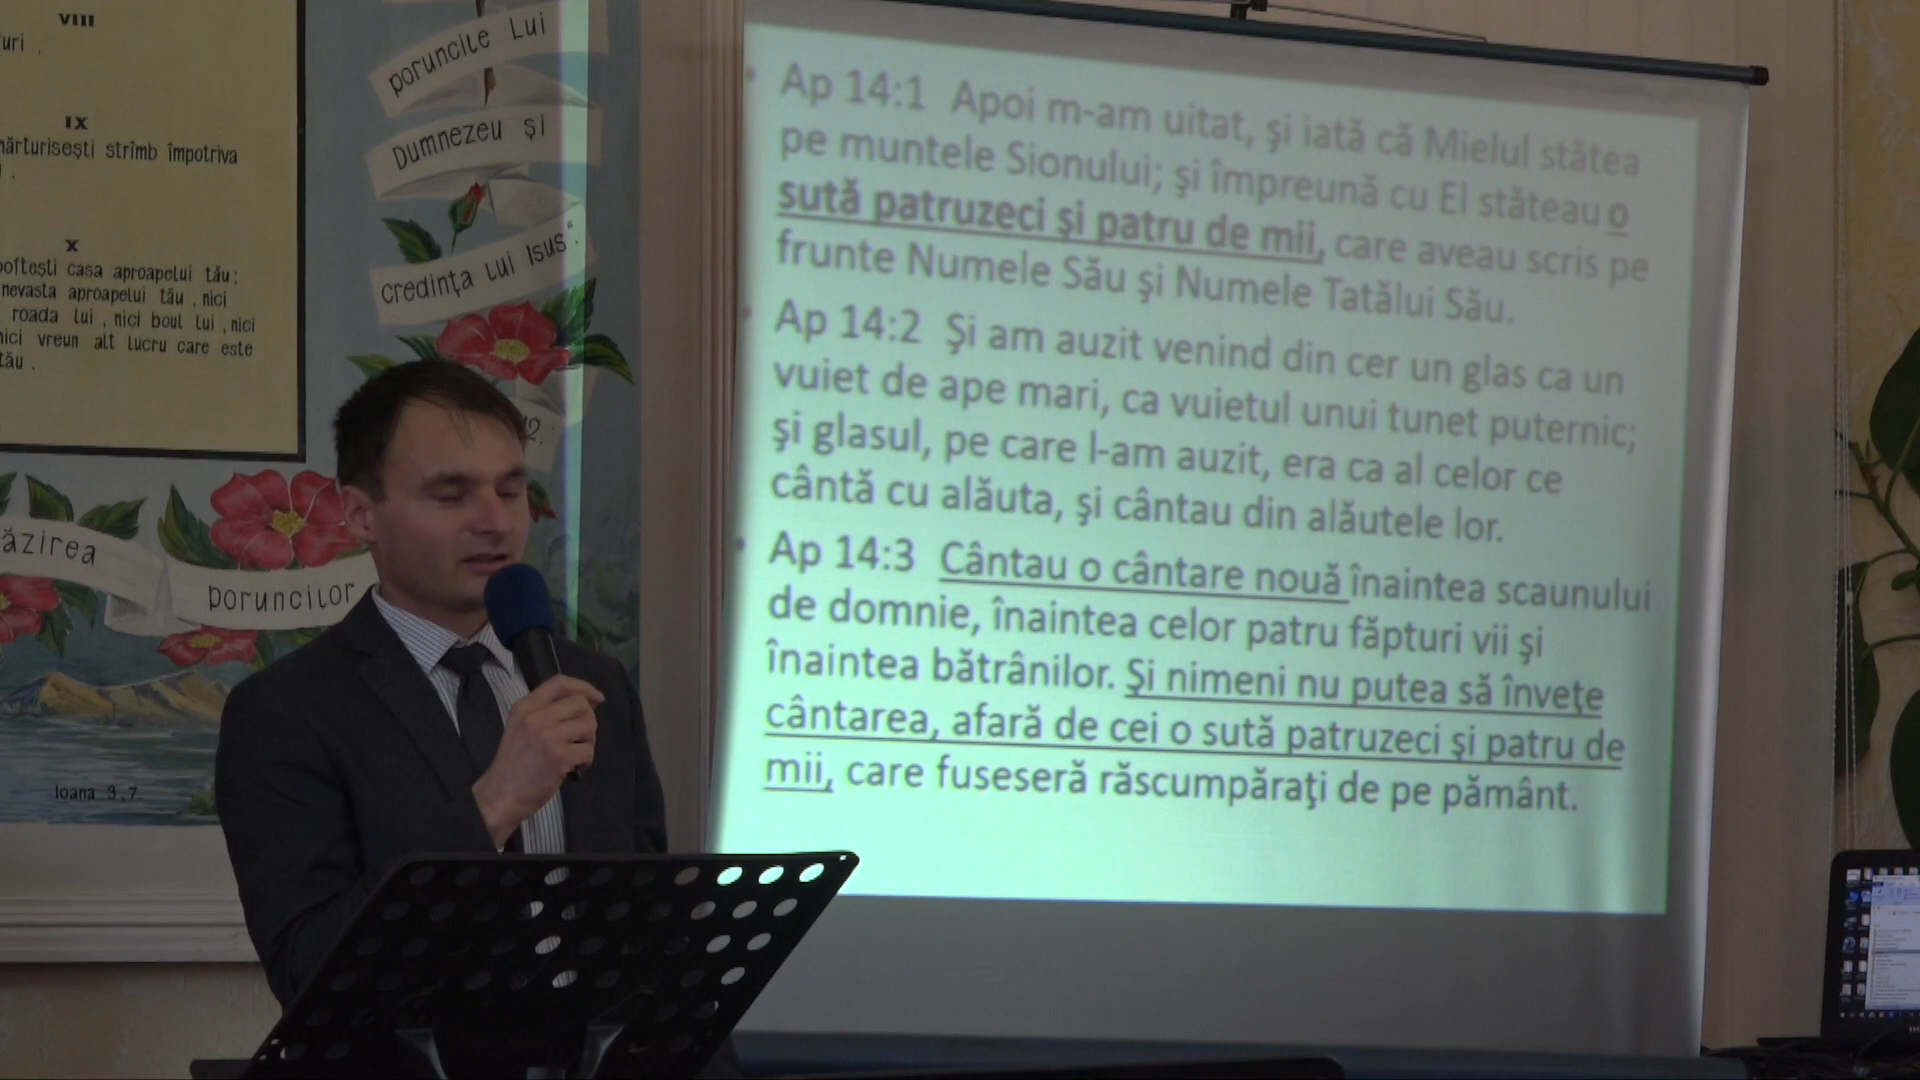 VIII
uri .
IX
mărturisești strîmb împotriva
X
poftești casa aproapelui tău ;
nevasta aproapelui tău , nici
roada lui , nici boul lui , nici
nici vreun alt lucru care este
tău .
poruncile Lui
Dumnezeu și
credința lui Isus“.
12.
ăzirea
poruncilor
Ioana 3.7.
• Ap 14:1 Apoi m-am uitat, şi iată că Mielul stătea
pe muntele Sionului; şi împreună cu El stăteau o
sută patruzeci şi patru de mii, care aveau scris pe
frunte Numele Său şi Numele Tatălui Său.
• Ap 14:2 Şi am auzit venind din cer un glas ca un
vuiet de ape mari, ca vuietul unui tunet puternic;
şi glasul, pe care l-am auzit, era ca al celor ce
cântă cu alăuta, şi cântau din alăutele lor.
• Ap 14:3 Cântau o cântare nouă înaintea scaunului
de domnie, înaintea celor patru făpturi vii şi
înaintea bătrânilor. Şi nimeni nu putea să înveţe
cântarea, afară de cei o sută patruzeci şi patru de
mii, care fuseseră răscumpăraţi de pe pământ.